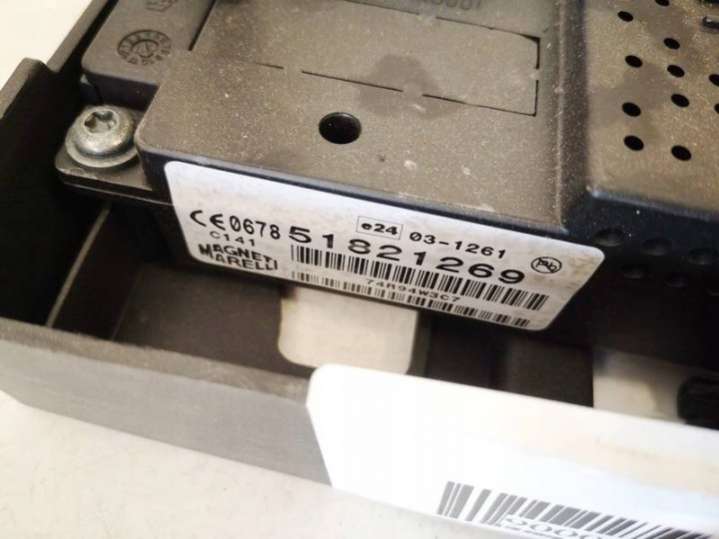 CE0678
e24 03-1261
C141
51821269
MAGNETI
MARELLI
74R94W3C7